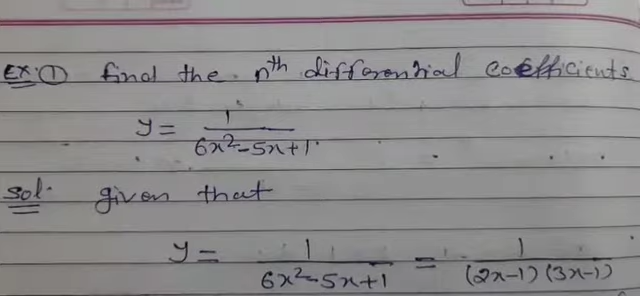 Ex:① find the nth differential coefficients
y = 1/(6x²-5x+1)
Sol. given that
y = 1/(6x²-5x+1) = 1/((2x-1)(3x-1))